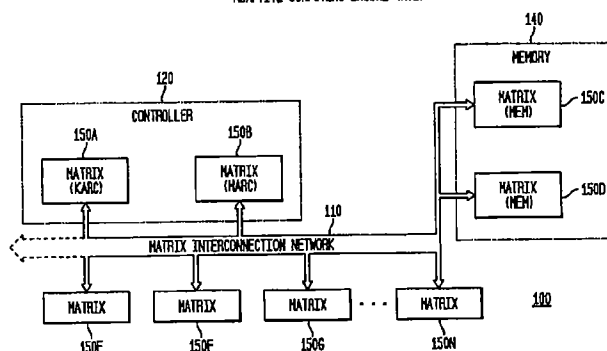 140
MEMORY
120
CONTROLLER
150A
150B
MATRIX
(MEM)
150C
MATRIX
(KARC)
MATRIX
(MARC)
110
MATRIX
(MEM)
150D
MATRIX INTERCONNECTION NETWORK
MATRIX
MATRIX
MATRIX
MATRIX
100
150E
150F
150G
150N